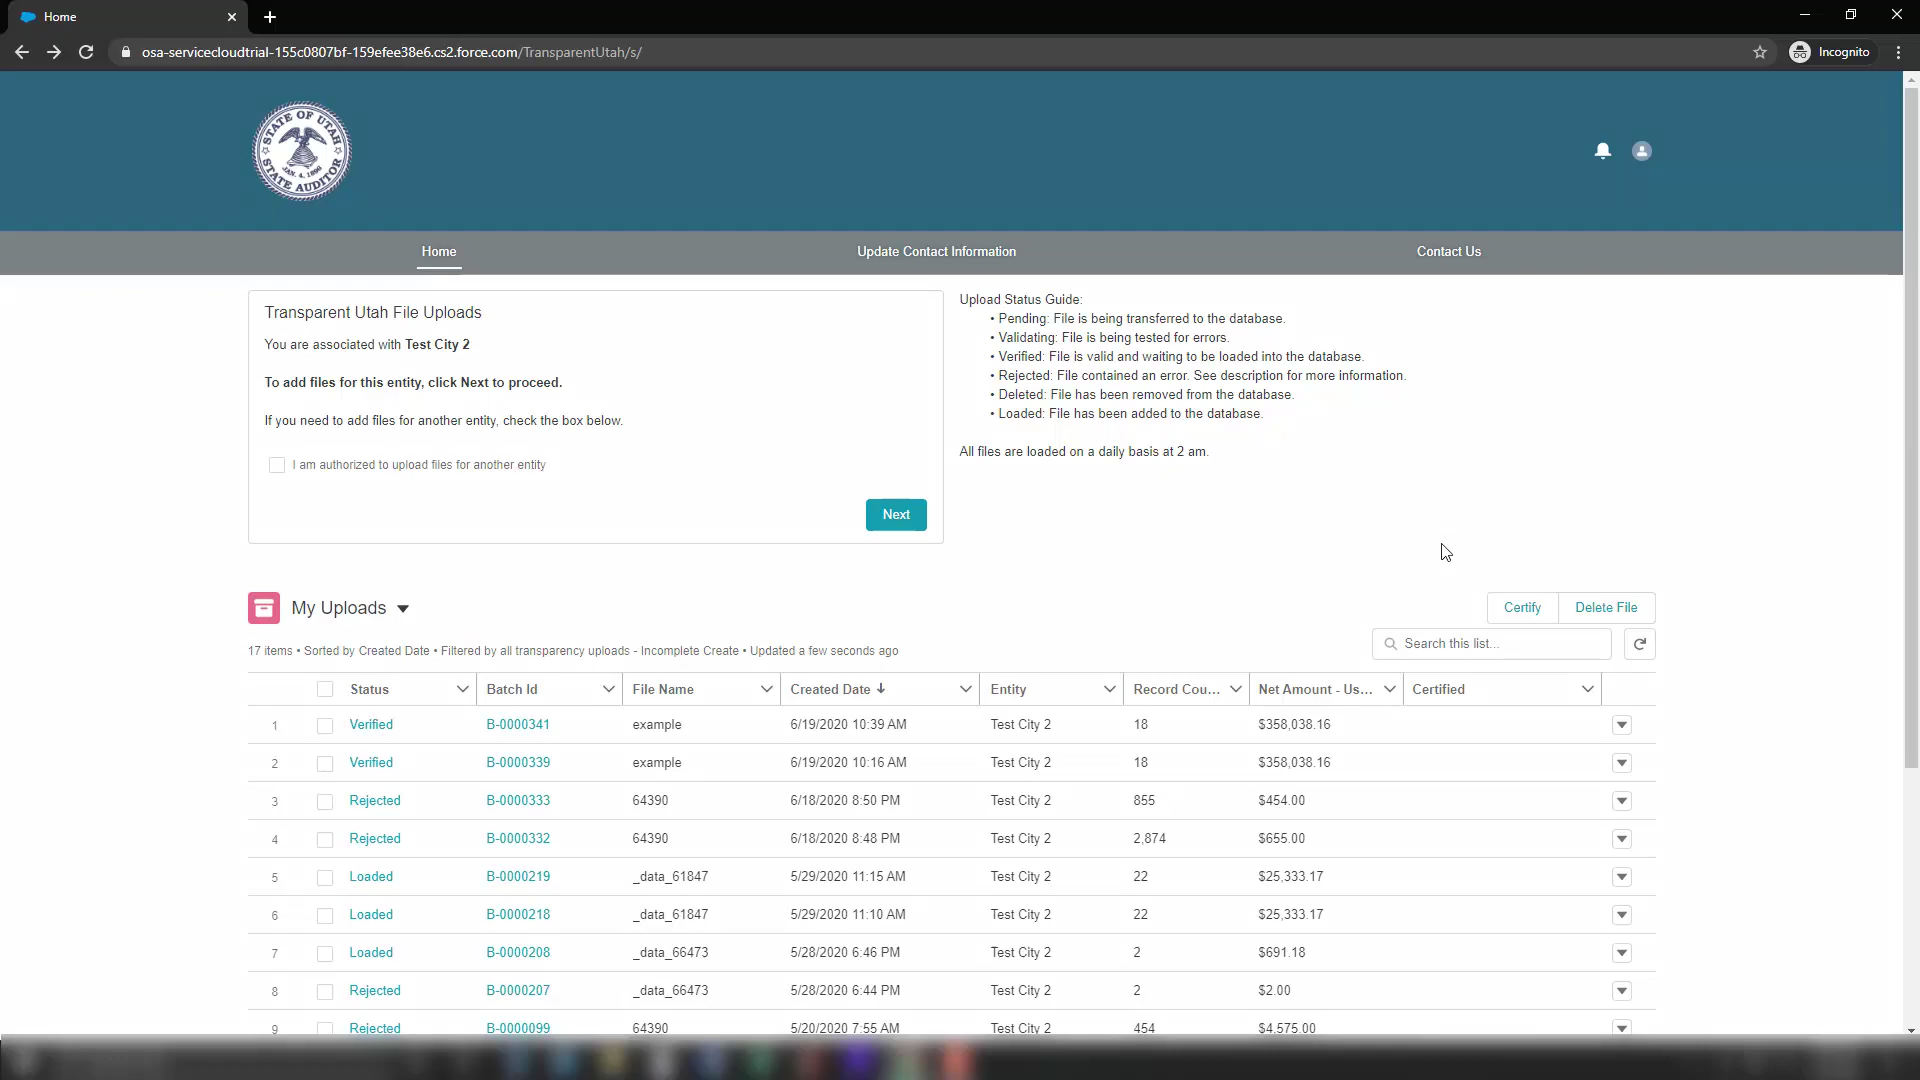 Home
osa-servicecloudtrial-155c0807bf-159efee38e6.cs2.force.com/TransparentUtah/s/
Incognito
STATE OF UTAH
JAN. 4, 1896
STATE AUDITOR
Home
Update Contact Information
Contact Us
Transparent Utah File Uploads
You are associated with Test City 2
To add files for this entity, click Next to proceed.
If you need to add files for another entity, check the box below.
I am authorized to upload files for another entity
Next
Upload Status Guide:
• Pending: File is being transferred to the database.
• Validating: File is being tested for errors.
• Verified: File is valid and waiting to be loaded into the database.
• Rejected: File contained an error. See description for more information.
• Deleted: File has been removed from the database.
• Loaded: File has been added to the database.
All files are loaded on a daily basis at 2 am.
My Uploads
Certify
Delete File
17 items • Sorted by Created Date • Filtered by all transparency uploads - Incomplete Create • Updated a few seconds ago
Search this list...
Status Batch Id File Name Created Date Entity Record Cou... Net Amount - Us... Certified
1 Verified B-0000341 example 6/19/2020 10:39 AM Test City 2 18 $358,038.16
2 Verified B-0000339 example 6/19/2020 10:16 AM Test City 2 18 $358,038.16
3 Rejected B-0000333 64390 6/18/2020 8:50 PM Test City 2 855 $454.00
4 Rejected B-0000332 64390 6/18/2020 8:48 PM Test City 2 2,874 $655.00
5 Loaded B-0000219 _data_61847 5/29/2020 11:15 AM Test City 2 22 $25,333.17
6 Loaded B-0000218 _data_61847 5/29/2020 11:10 AM Test City 2 22 $25,333.17
7 Loaded B-0000208 _data_66473 5/28/2020 6:46 PM Test City 2 2 $691.18
8 Rejected B-0000207 _data_66473 5/28/2020 6:44 PM Test City 2 2 $2.00
9 Rejected B-0000099 64390 5/20/2020 7:55 AM Test City 2 454 $4,575.00